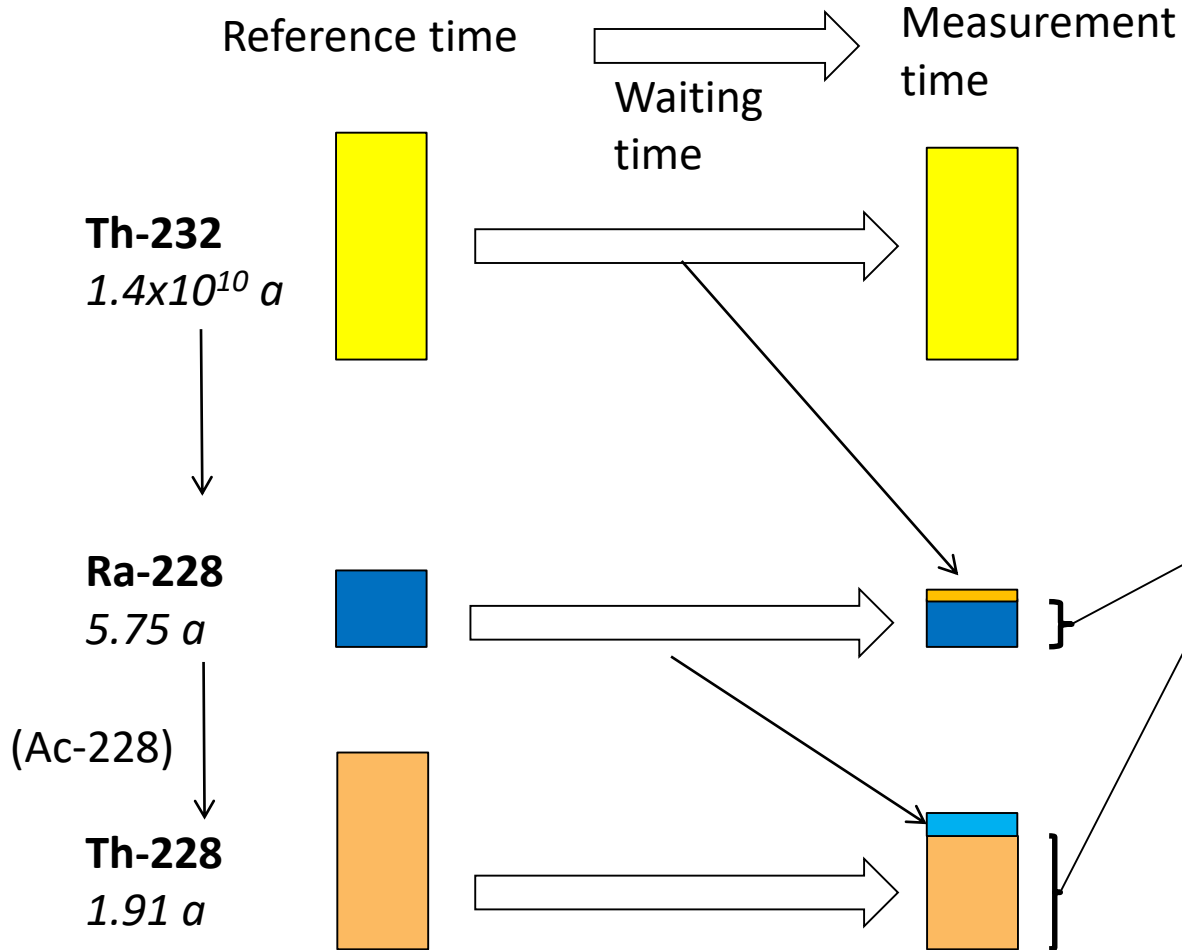 Reference time
Measurement
time
Waiting
time
Th-232
1.4x10¹⁰ a
Ra-228
5.75 a
(Ac-228)
Th-228
1.91 a